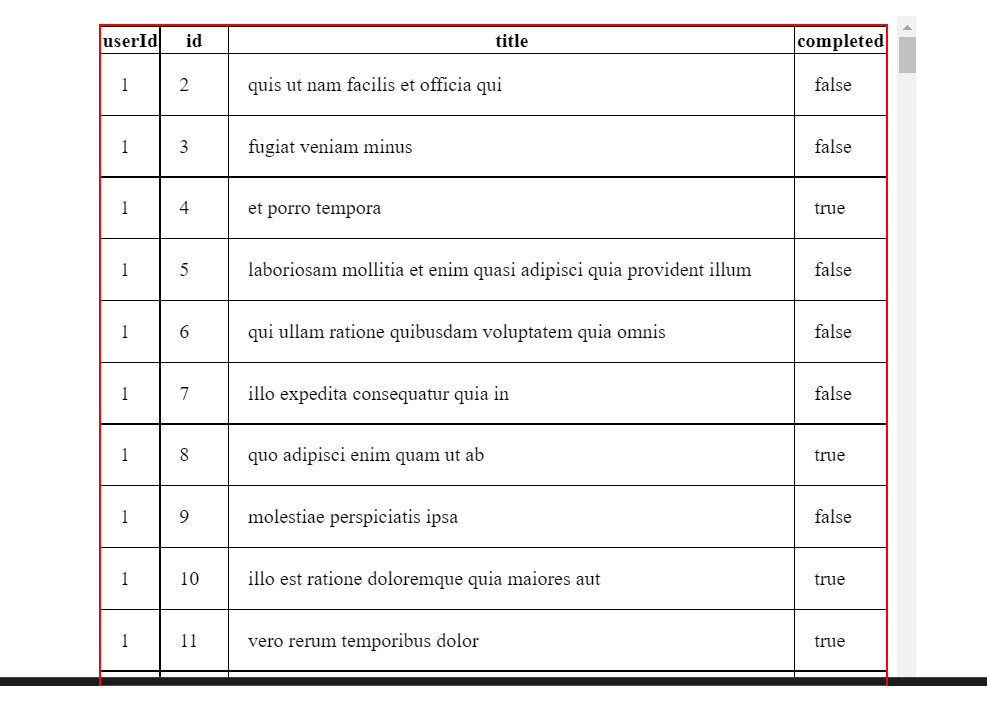 userId id title completed
1 2 quis ut nam facilis et officia qui false
1 3 fugiat veniam minus false
1 4 et porro tempora true
1 5 laboriosam mollitia et enim quasi adipisci quia provident illum false
1 6 qui ullam ratione quibusdam voluptatem quia omnis false
1 7 illo expedita consequatur quia in false
1 8 quo adipisci enim quam ut ab true
1 9 molestiae perspiciatis ipsa false
1 10 illo est ratione doloremque quia maiores aut true
1 11 vero rerum temporibus dolor true